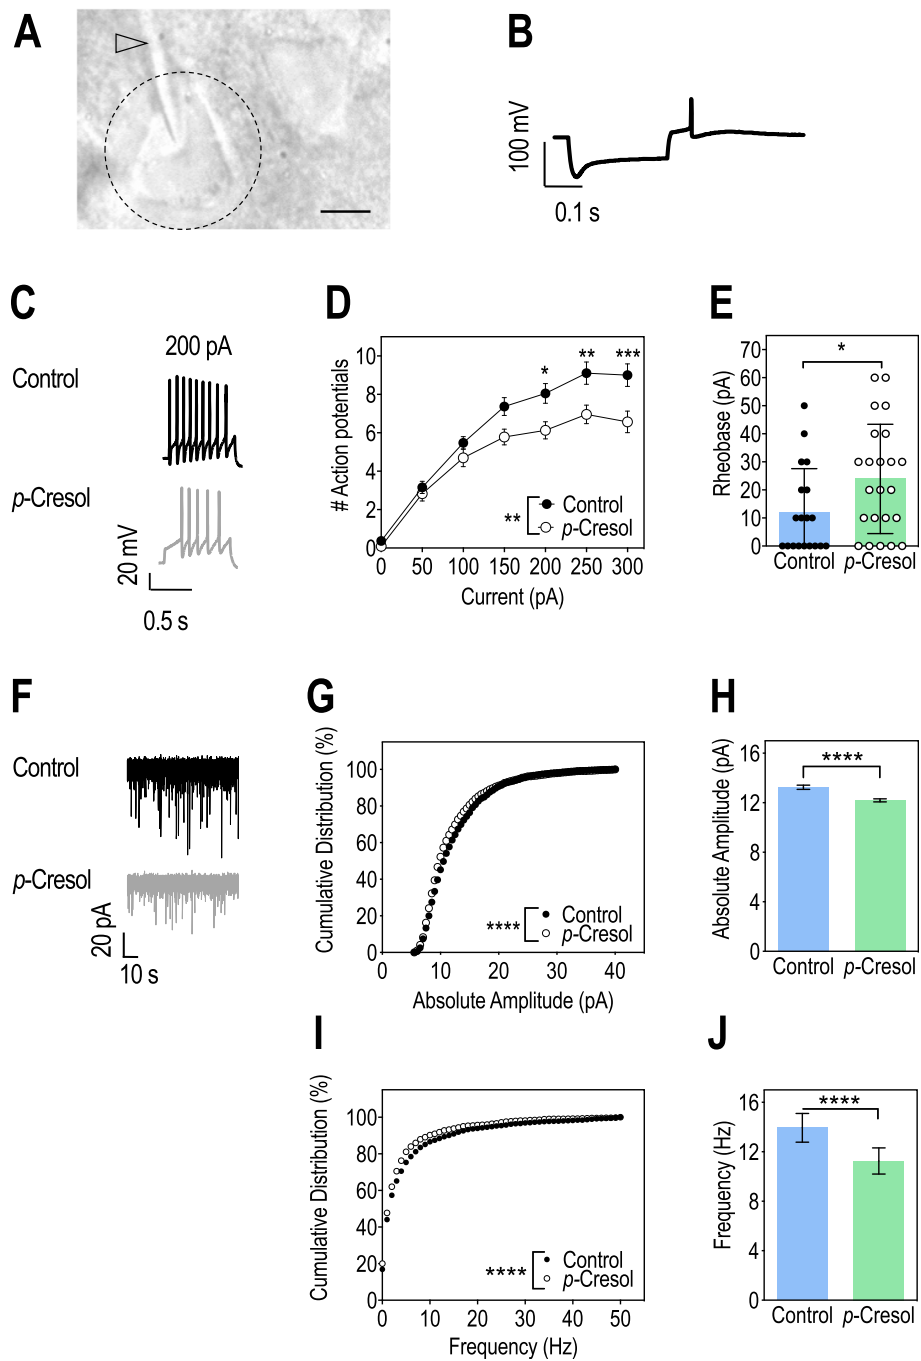 A
B
100 mV
0.1 s
C
200 pA
Control
p-Cresol
20 mV
0.5 s
D
# Action potentials
10
8
6
4
2
0
*
**
***
** Control
p-Cresol
0 50 100 150 200 250 300
Current (pA)
E
Rheobase (pA)
70
60
50
40
30
20
10
0
*
Control p-Cresol
F
Control
p-Cresol
20 pA
10 s
G
Cumulative Distribution (%)
100
80
60
40
20
0
**** Control
p-Cresol
0 10 20 30 40
Absolute Amplitude (pA)
H
Absolute Amplitude (pA)
16
12
8
4
0
****
Control p-Cresol
I
Cumulative Distribution (%)
100
80
60
40
20
0
**** Control
p-Cresol
0 10 20 30 40 50
Frequency (Hz)
J
Frequency (Hz)
16
12
8
4
0
****
Control p-Cresol